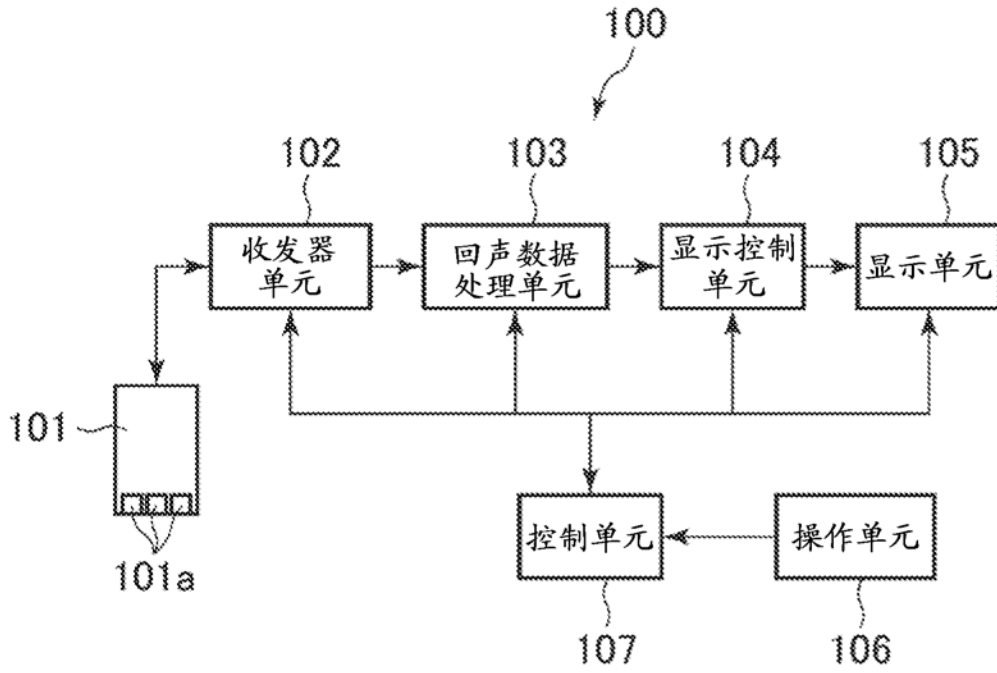 100
102
103
104
105
收发器
单元
回声数据
处理单元
显示控制
单元
显示单元
101
101a
控制单元
操作单元
107
106